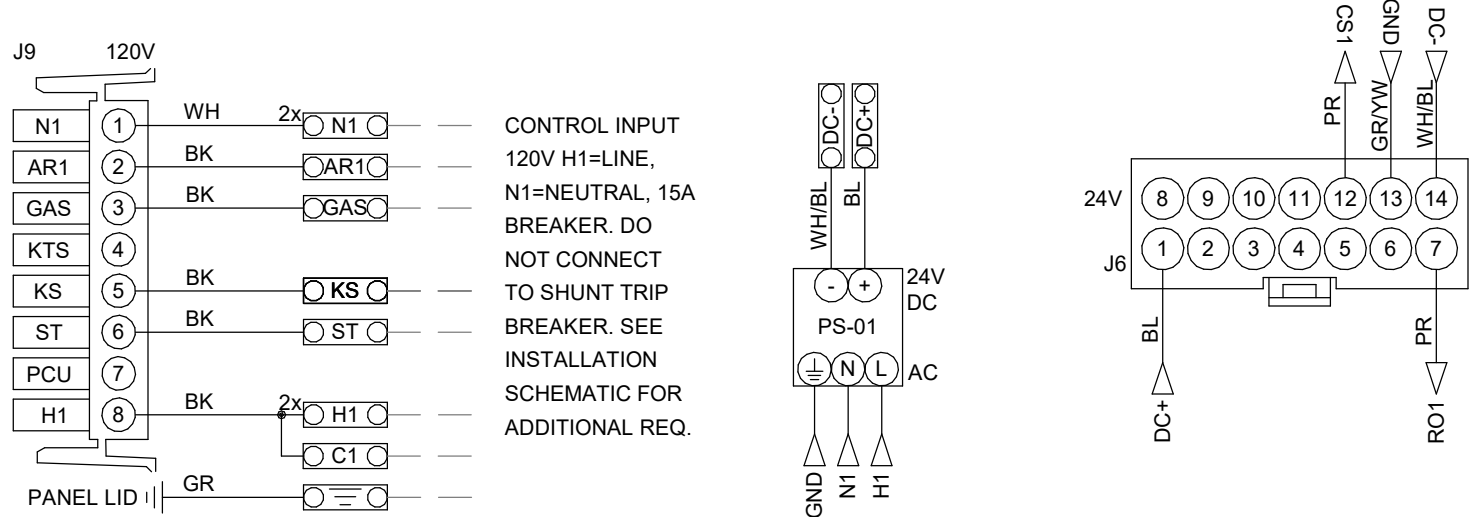 J9 120V
N1 1 WH 2x N1
AR1 2 BK AR1
GAS 3 BK GAS
KTS 4
KS 5 BK KS
ST 6 BK ST
PCU 7
H1 8 BK 2x H1
C1
PANEL LID GR
CONTROL INPUT
120V H1=LINE,
N1=NEUTRAL, 15A
BREAKER. DO
NOT CONNECT
TO SHUNT TRIP
BREAKER. SEE
INSTALLATION
SCHEMATIC FOR
ADDITIONAL REQ.
DC- DC+
WH/BL BL
- + 24V
DC
PS-01
N L AC
GND N1 H1
CS1 GND DC-
PR GR/YW WH/BL
24V 8 9 10 11 12 13 14
J6 1 2 3 4 5 6 7
BL PR
DC+ RO1